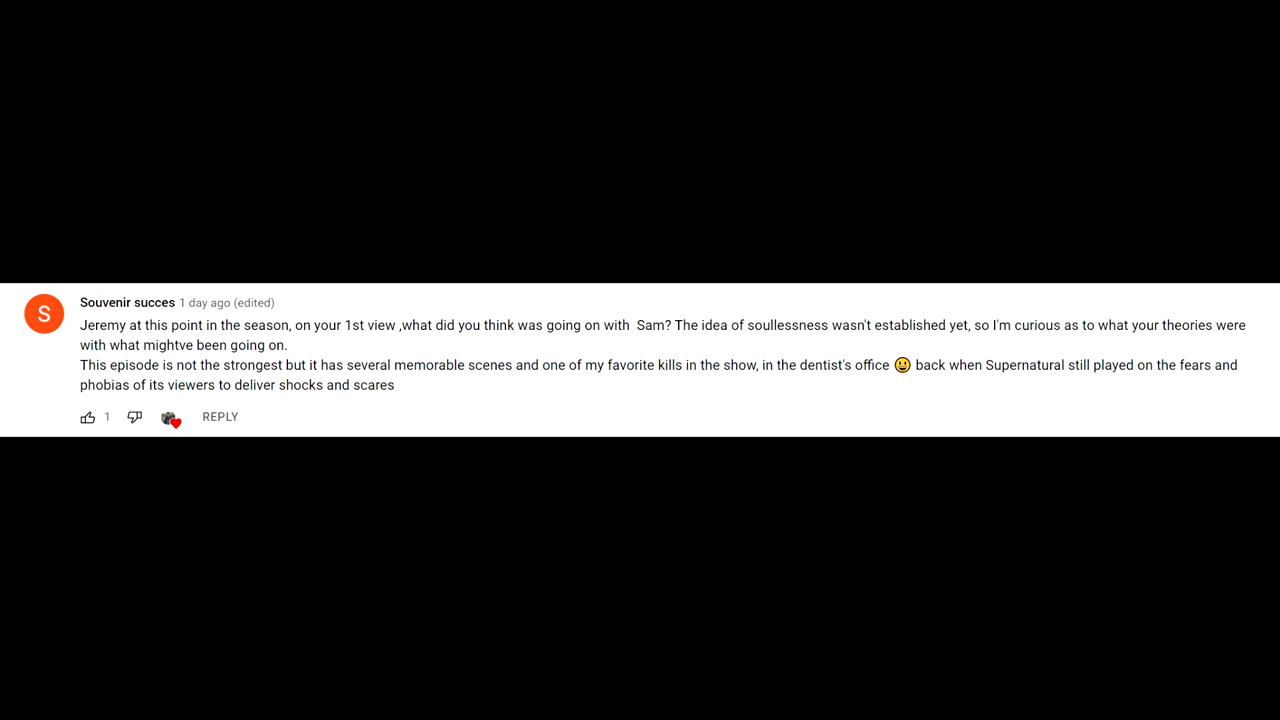 S
Souvenir succes 1 day ago (edited)
Jeremy at this point in the season, on your 1st view ,what did you think was going on with  Sam? The idea of soullessness wasn't established yet, so I'm curious as to what your theories were
with what mightve been going on.
This episode is not the strongest but it has several memorable scenes and one of my favorite kills in the show, in the dentist's office 😃 back when Supernatural still played on the fears and
phobias of its viewers to deliver shocks and scares
1 REPLY